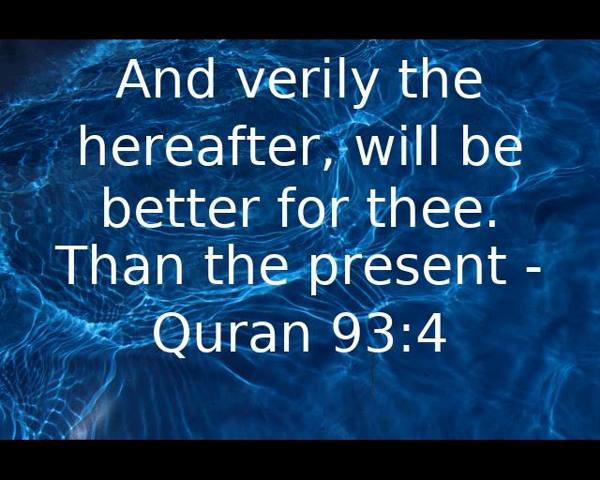 And verily the
hereafter, will be
better for thee.
Than the present -
Quran 93:4